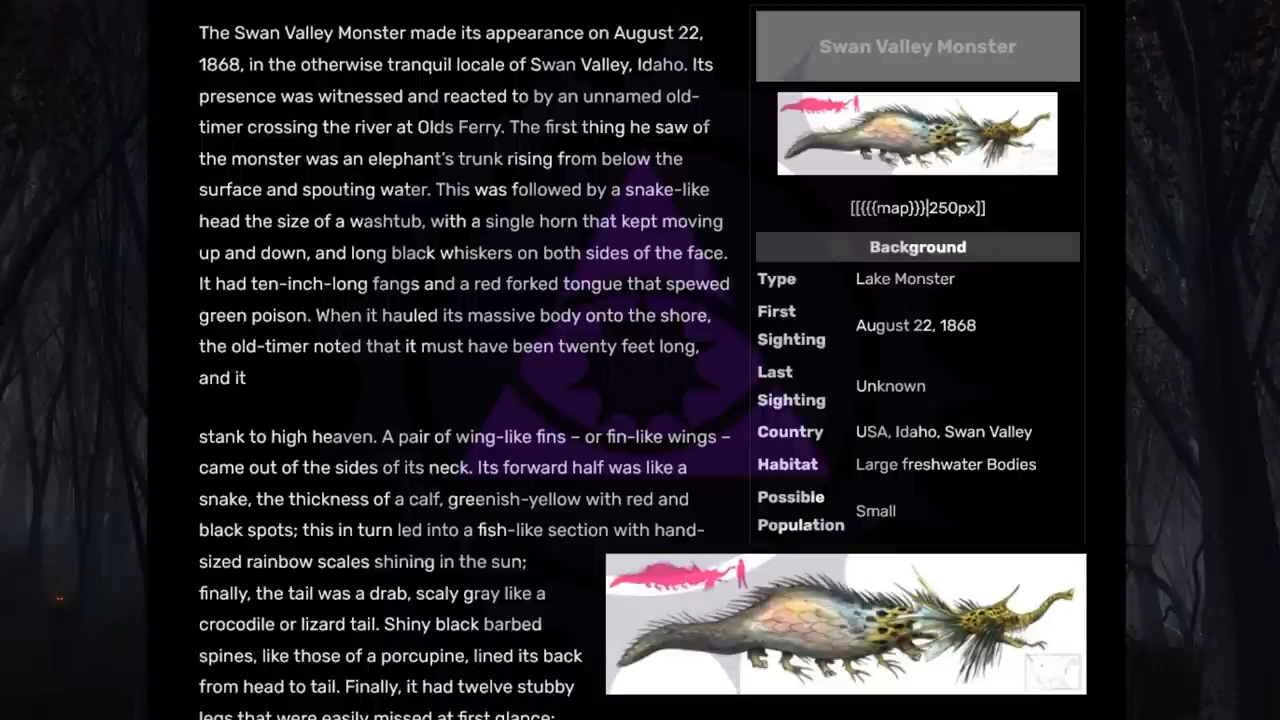 The Swan Valley Monster made its appearance on August 22,
1868, in the otherwise tranquil locale of Swan Valley, Idaho. Its
presence was witnessed and reacted to by an unnamed old-
timer crossing the river at Olds Ferry. The first thing he saw of
the monster was an elephant's trunk rising from below the
surface and spouting water. This was followed by a snake-like
head the size of a washtub, with a single horn that kept moving
up and down, and long black whiskers on both sides of the face.
It had ten-inch-long fangs and a red forked tongue that spewed
green poison. When it hauled its massive body onto the shore,
the old-timer noted that it must have been twenty feet long,
and it
stank to high heaven. A pair of wing-like fins – or fin-like wings –
came out of the sides of its neck. Its forward half was like a
snake, the thickness of a calf, greenish-yellow with red and
black spots; this in turn led into a fish-like section with hand-
sized rainbow scales shining in the sun;
finally, the tail was a drab, scaly gray like a
crocodile or lizard tail. Shiny black barbed
spines, like those of a porcupine, lined its back
from head to tail. Finally, it had twelve stubby
legs that were easily missed at first glance;
Swan Valley Monster
[[{{{map}}}|250px]]
Background
Type Lake Monster
First Sighting August 22, 1868
Last Sighting Unknown
Country USA, Idaho, Swan Valley
Habitat Large freshwater Bodies
Possible Population Small